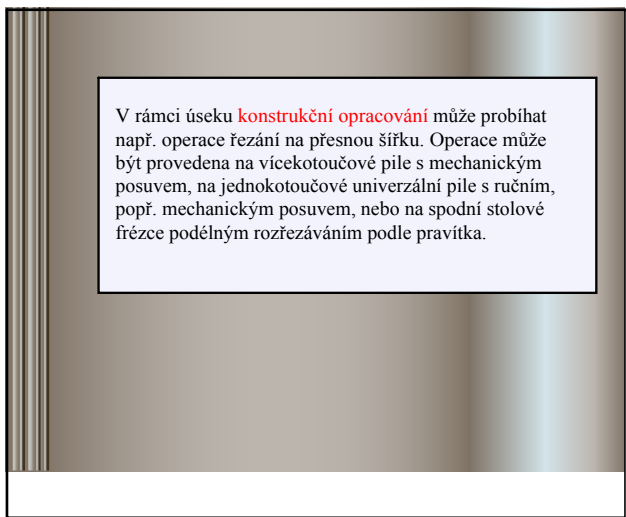 V rámci úseku konstrukční opracování může probíhat
např. operace řezání na přesnou šířku. Operace může
být provedena na vícekotoučové pile s mechanickým
posuvem, na jednokotoučové univerzální pile s ručním,
popř. mechanickým posuvem, nebo na spodní stolové
frézce podélným rozřezáváním podle pravítka.